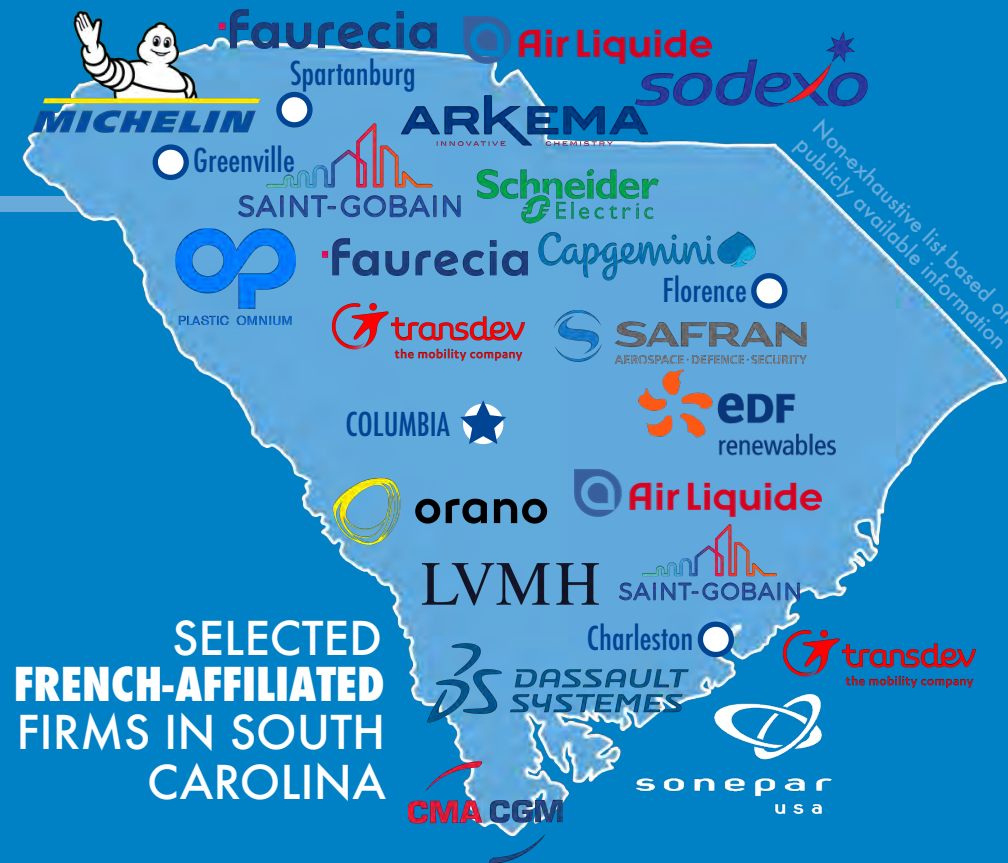 faurecia
Air Liquide
sodexo
Spartanburg
MICHELIN
ARKEMA
INNOVATIVE CHEMISTRY
Greenville
SAINT-GOBAIN
Schneider
Electric
Non-exhaustive list based on
publicly available information
PLASTIC OMNIUM
faurecia
Capgemini
Florence
transdev
the mobility company
SAFRAN
AEROSPACE · DEFENCE · SECURITY
COLUMBIA
eDF
renewables
orano
Air Liquide
LVMH
SAINT-GOBAIN
Charleston
transdev
the mobility company
DASSAULT
SYSTEMES
sonepar
usa
CMA CGM
SELECTED
FRENCH-AFFILIATED
FIRMS IN SOUTH
CAROLINA